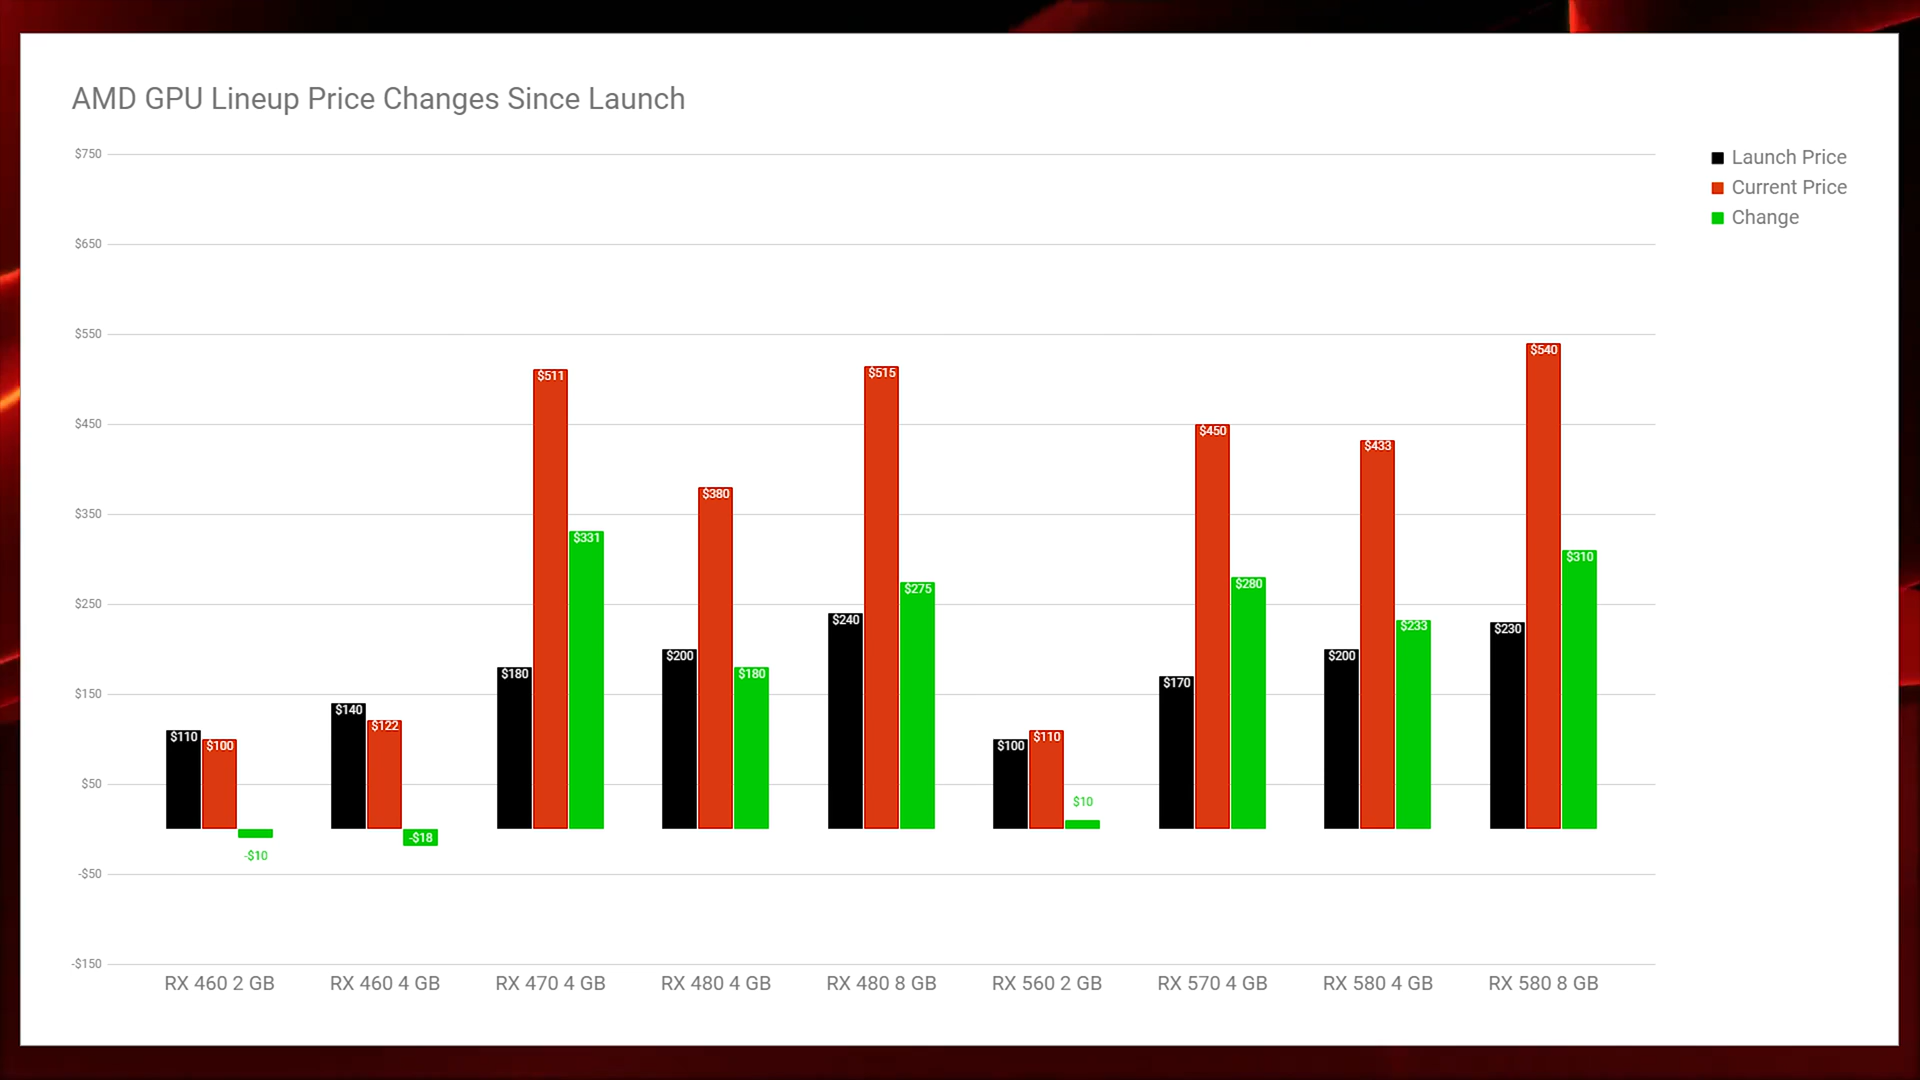 AMD GPU Lineup Price Changes Since Launch
Launch Price
Current Price
Change
$750
$650
$550
$450
$350
$250
$150
$50
-$50
-$150
$110
$100
-$10
$140
$122
-$18
$180
$511
$331
$200
$380
$180
$240
$515
$275
$100
$110
$10
$170
$450
$280
$200
$433
$233
$230
$540
$310
RX 460 2 GB
RX 460 4 GB
RX 470 4 GB
RX 480 4 GB
RX 480 8 GB
RX 560 2 GB
RX 570 4 GB
RX 580 4 GB
RX 580 8 GB